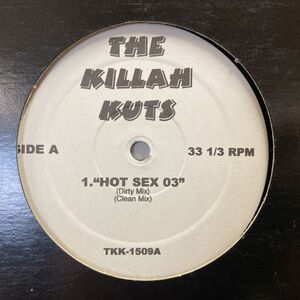 THE
KILLAH
KUTS
SIDE A 33 1/3 RPM
1."HOT SEX 03"
(Dirty Mix)
(Clean Mix)
TKK-1509A